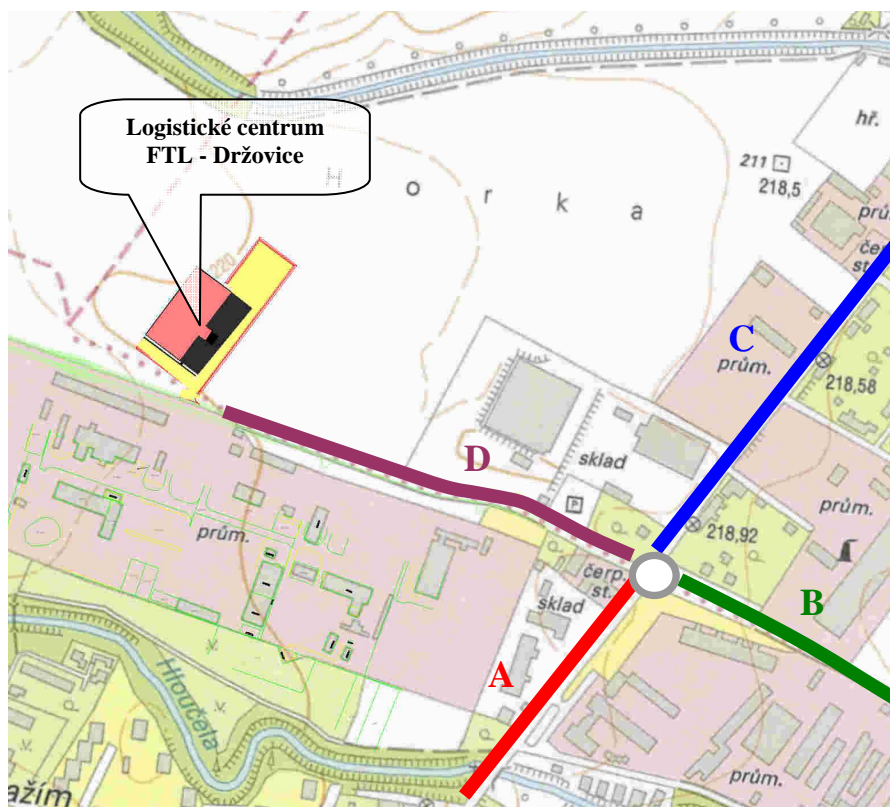 Logistické centrum
FTL - Držovice
hř.
211
218,5
H o r k a
prům.
čer
st.
220
C
prům.
218,58
D
sklad
P
218,92
prům.
prům.
čerp.
st.
sklad
B
A
Hloučela
prům.
ažím